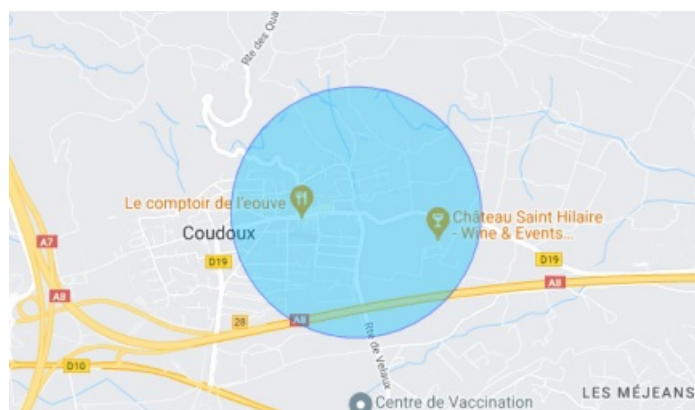 Rte des Qua
Le comptoir de l'eouve
Château Saint Hilaire
- Wine & Events...
Coudoux
A7
D19
D19
A8
A8
A8
28
Rte de Velaux
D10
LES MÉJEANS
Centre de Vaccination